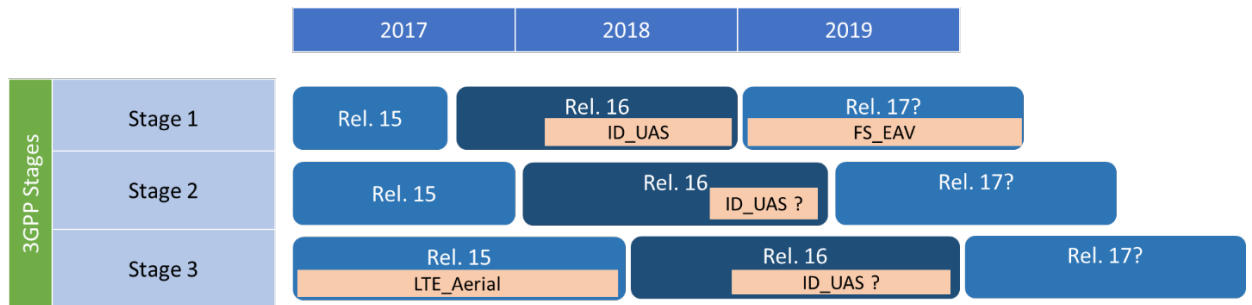 2017
2018
2019
3GPP Stages
Stage 1
Rel. 15
Rel. 16
ID_UAS
Rel. 17?
FS_EAV
Stage 2
Rel. 15
Rel. 16
ID_UAS ?
Rel. 17?
Stage 3
Rel. 15
LTE_Aerial
Rel. 16
ID_UAS ?
Rel. 17?